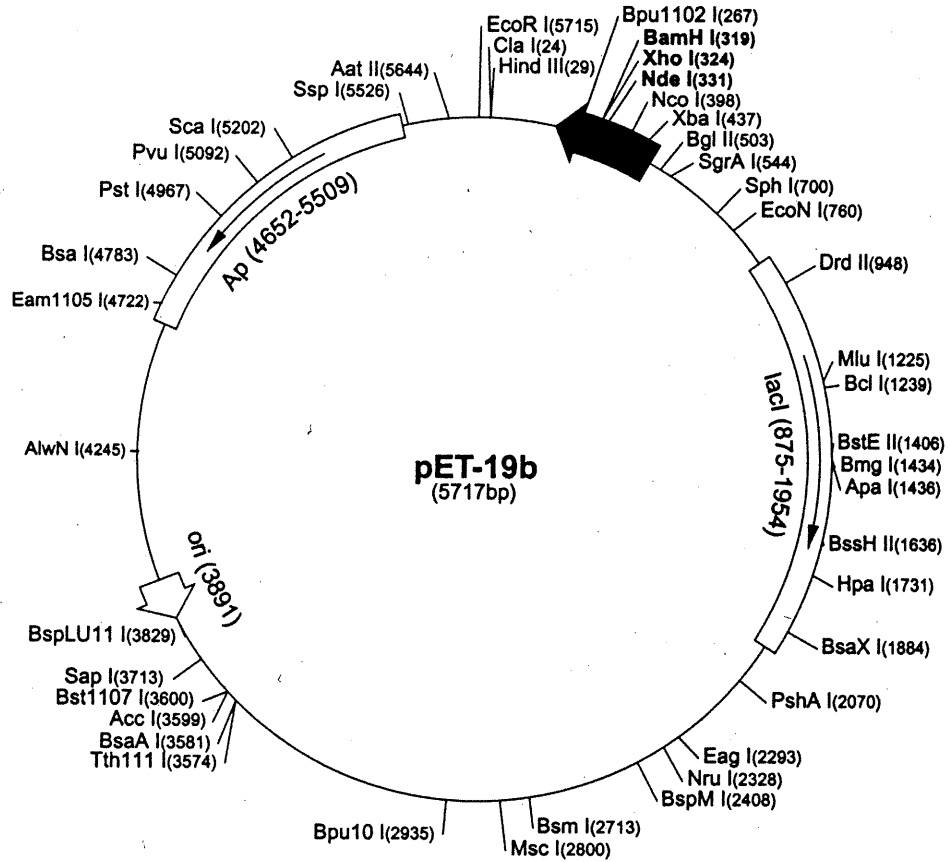 EcoR I(5715)
Cla I(24)
Hind III(29)
Bpu1102 I(267)
BamH I(319)
Xho I(324)
Nde I(331)
Nco I(398)
Xba I(437)
Bgl II(503)
SgrA I(544)
Sph I(700)
EcoN I(760)
Drd II(948)
Mlu I(1225)
Bcl I(1239)
BstE II(1406)
Bmg I(1434)
Apa I(1436)
BssH II(1636)
Hpa I(1731)
BsaX I(1884)
PshA I(2070)
Eag I(2293)
Nru I(2328)
BspM I(2408)
Bsm I(2713)
Msc I(2800)
Bpu10 I(2935)
Tth111 I(3574)
BsaA I(3581)
Acc I(3599)
Bst1107 I(3600)
Sap I(3713)
BspLU11 I(3829)
AlwN I(4245)
Eam1105 I(4722)
Bsa I(4783)
Pst I(4967)
Pvu I(5092)
Sca I(5202)
Ssp I(5526)
Aat II(5644)
Ap (4652-5509)
lacI (875-1954)
ori (3891)
pET-19b
(5717bp)